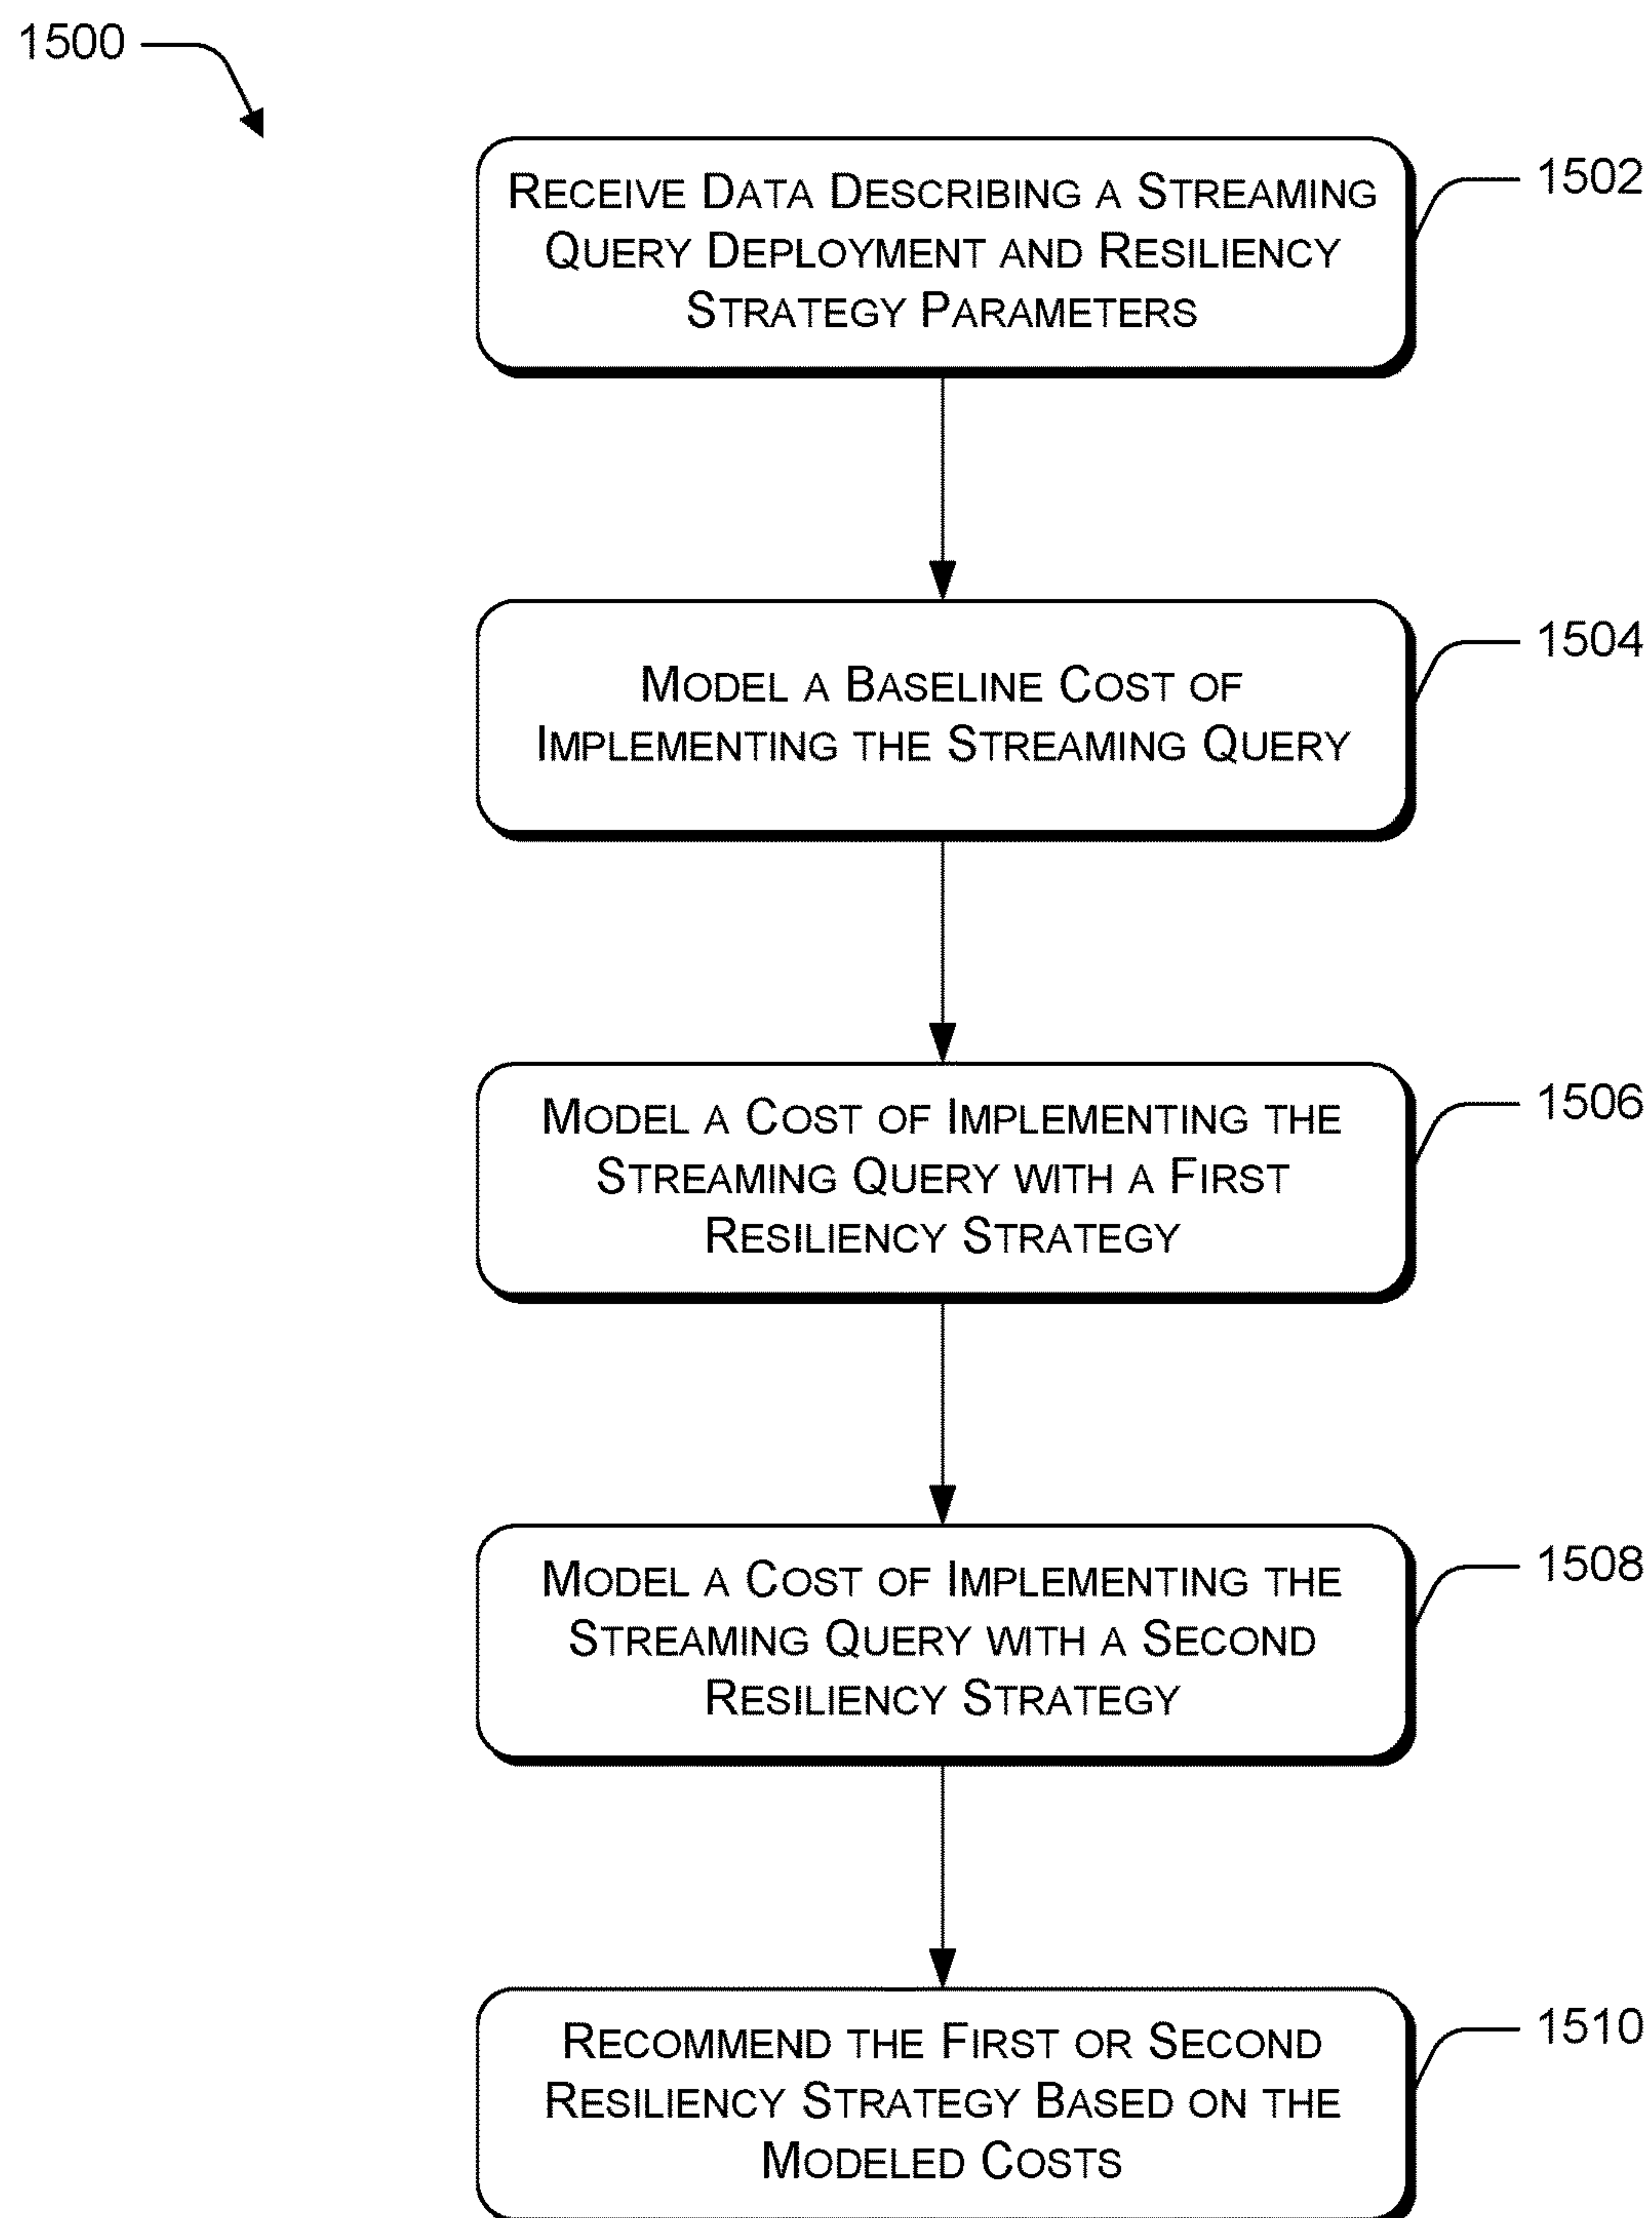 1500
RECEIVE DATA DESCRIBING A STREAMING
QUERY DEPLOYMENT AND RESILIENCY
STRATEGY PARAMETERS
1502
MODEL A BASELINE COST OF
IMPLEMENTING THE STREAMING QUERY
1504
MODEL A COST OF IMPLEMENTING THE
STREAMING QUERY WITH A FIRST
RESILIENCY STRATEGY
1506
MODEL A COST OF IMPLEMENTING THE
STREAMING QUERY WITH A SECOND
RESILIENCY STRATEGY
1508
RECOMMEND THE FIRST OR SECOND
RESILIENCY STRATEGY BASED ON THE
MODELED COSTS
1510